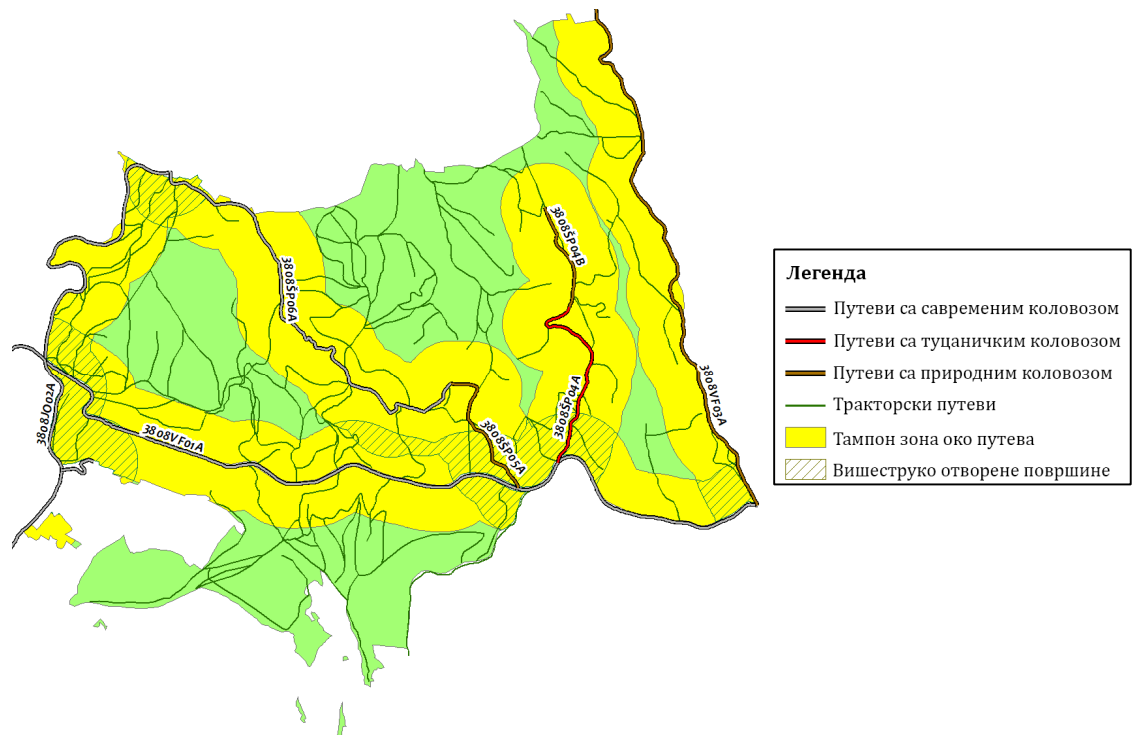 3808ŠP04B
3808ŠP06A
3808VF03A
3808JO02A
3808ŠP04A
3808VF01A
3808ŠP05A
Легенда
Путеви са савременим коловозом
Путеви са туцаничким коловозом
Путеви са природним коловозом
Тракторски путеви
Тампон зона око путева
Вишеструко отворене површине